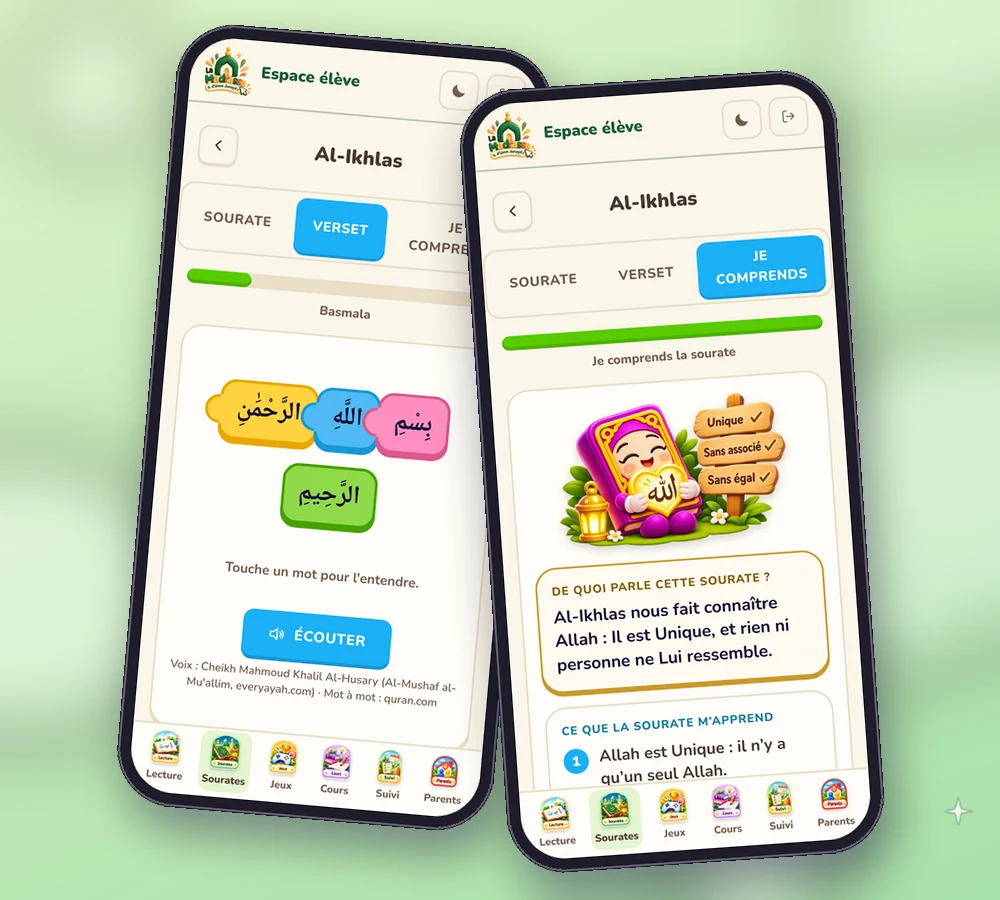 Espace élève
Al-Ikhlas
SOURATE
VERSET
JE
Basmala
بِسْمِ اللَّهِ الرَّحْمَٰنِ
الرَّحِيمِ
Touche un mot pour l'entendre.
ÉCOUTER
Voix : Cheikh Mahmoud Khalil Al-Husary (Al-Mushaf al-
Mu'allim, everyayah.com) · Mot à mot : quran.com
Lecture
Sourates
Jeux
Cours
Suivi
Parents
Espace élève
Al-Ikhlas
SOURATE
VERSET
JE
COMPRENDS
Je comprends la sourate
Unique ✓
Sans associé ✓
Sans égal ✓
الله
DE QUOI PARLE CETTE SOURATE ?
Al-Ikhlas nous fait connaître
Allah : Il est Unique, et rien ni
personne ne Lui ressemble.
CE QUE LA SOURATE M'APPREND
1 Allah est Unique : il n'y a
qu'un seul Allah.
Lecture
Sourates
Jeux
Cours
Suivi
Parents